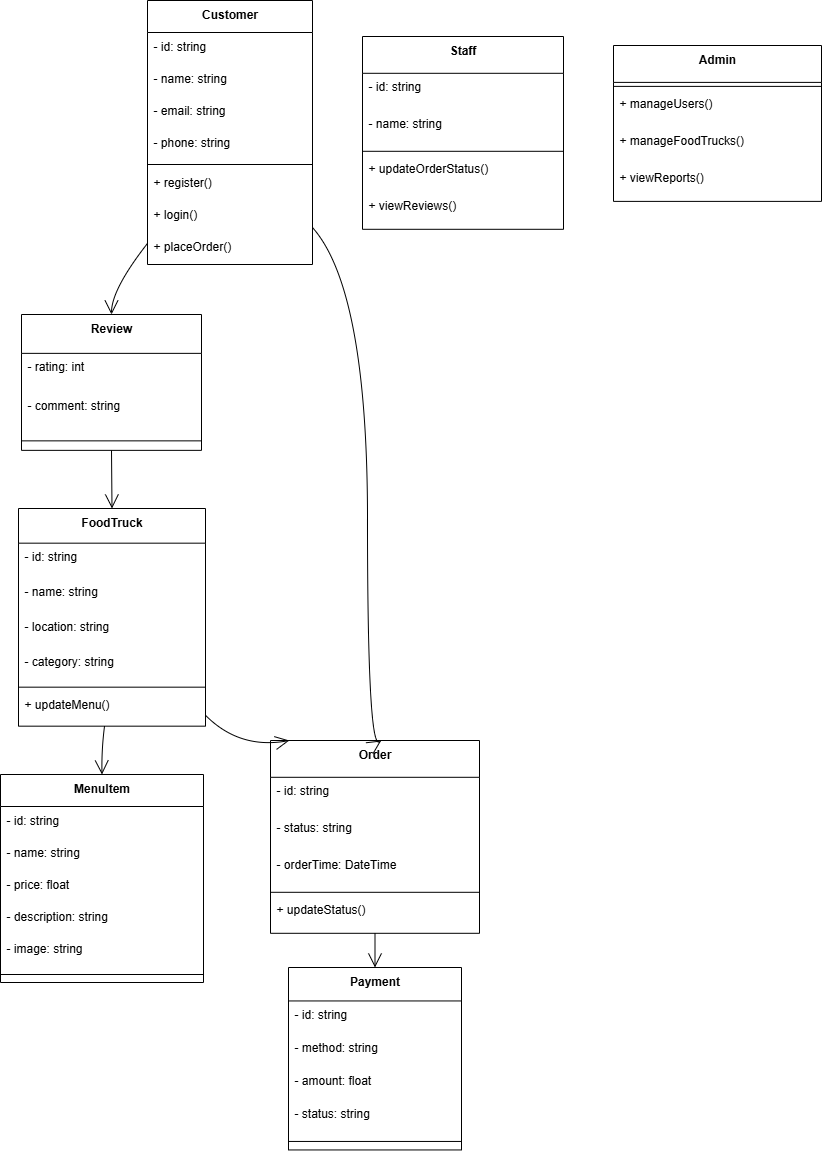 Customer
- id: string
- name: string
- email: string
- phone: string
+ register()
+ login()
+ placeOrder()
Staff
- id: string
- name: string
+ updateOrderStatus()
+ viewReviews()
Admin
+ manageUsers()
+ manageFoodTrucks()
+ viewReports()
Review
- rating: int
- comment: string
FoodTruck
- id: string
- name: string
- location: string
- category: string
+ updateMenu()
Order
- id: string
- status: string
- orderTime: DateTime
+ updateStatus()
MenuItem
- id: string
- name: string
- price: float
- description: string
- image: string
Payment
- id: string
- method: string
- amount: float
- status: string